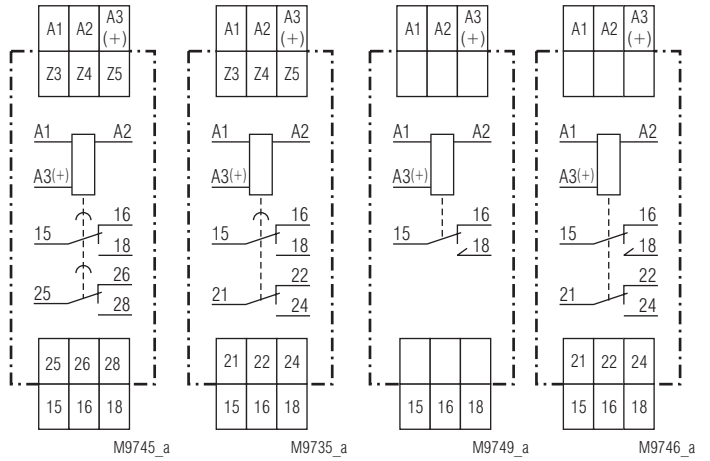 A1 A2 A3 (+)
Z3 Z4 Z5
A1 A2
A3(+)
16
15
18
26
25
28
25 26 28
15 16 18
M9745_a
A1 A2 A3 (+)
Z3 Z4 Z5
A1 A2
A3(+)
16
15
18
22
21
24
21 22 24
15 16 18
M9735_a
A1 A2 A3 (+)
A1 A2
A3(+)
16
15
18
15 16 18
M9749_a
A1 A2 A3 (+)
A1 A2
A3(+)
16
15
18
22
21
24
21 22 24
15 16 18
M9746_a